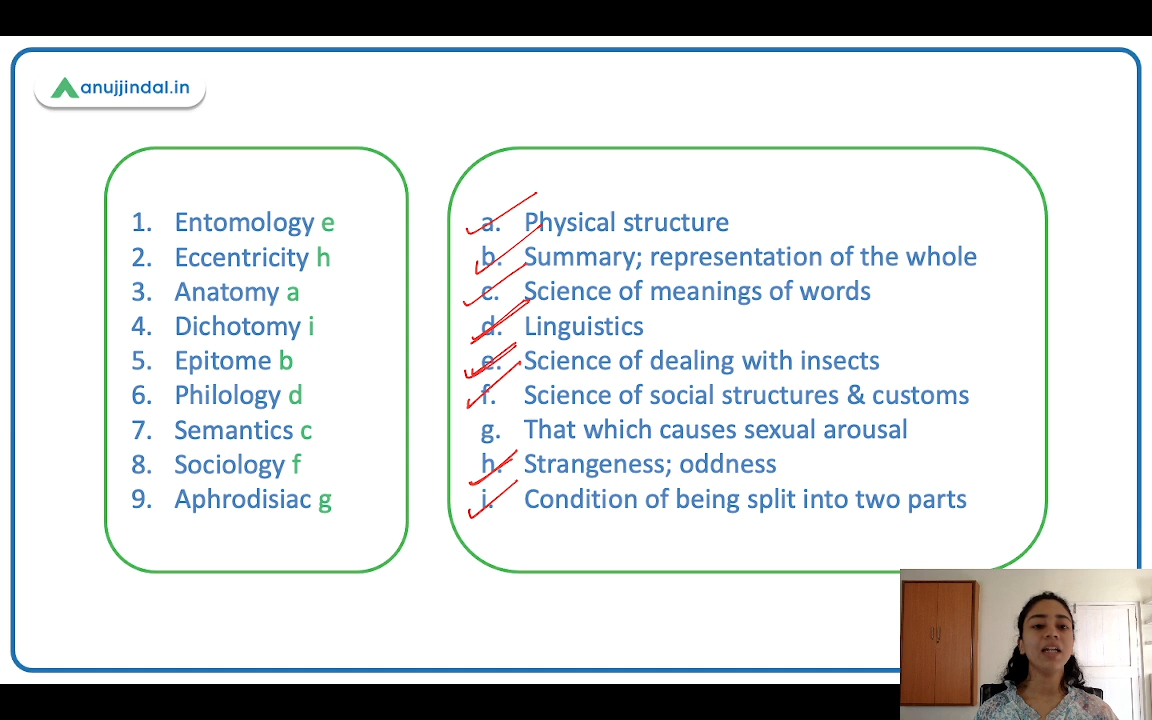 anujjindal.in
1. Entomology e
2. Eccentricity h
3. Anatomy a
4. Dichotomy i
5. Epitome b
6. Philology d
7. Semantics c
8. Sociology f
9. Aphrodisiac g
a. Physical structure
b. Summary; representation of the whole
c. Science of meanings of words
d. Linguistics
e. Science of dealing with insects
f. Science of social structures & customs
g. That which causes sexual arousal
h. Strangeness; oddness
i. Condition of being split into two parts